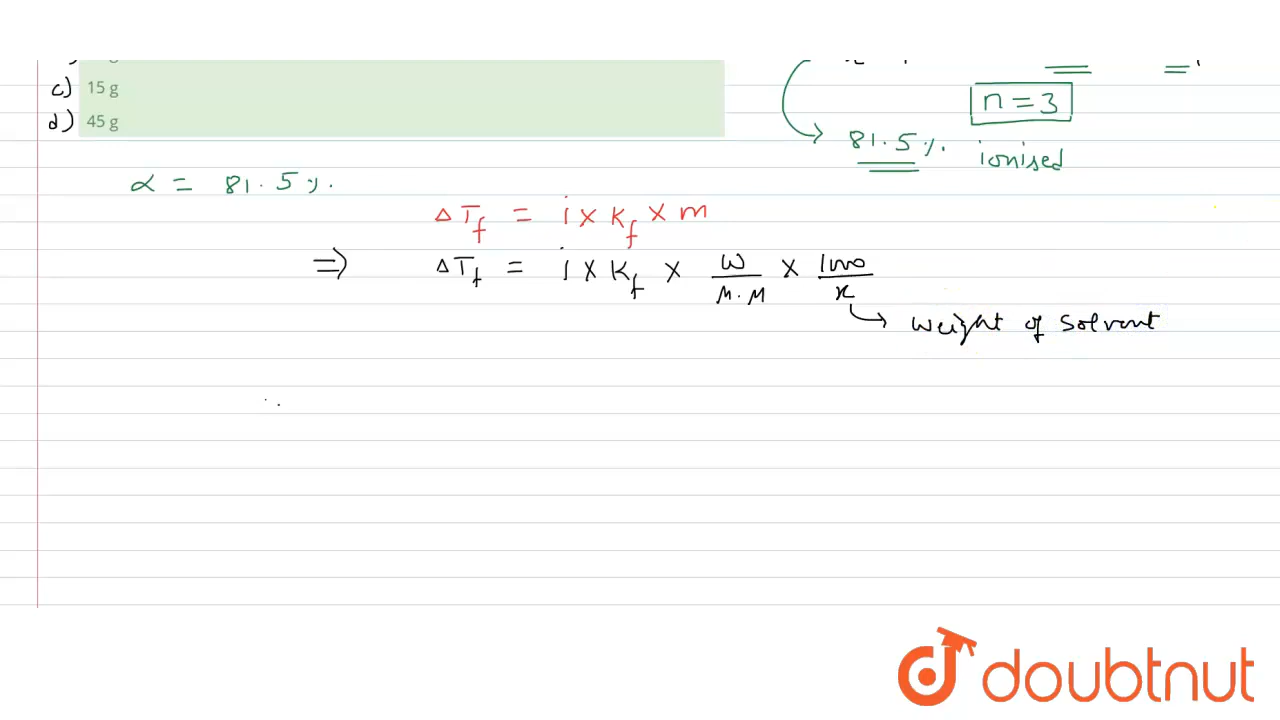 c) 15 g
n = 3
d) 45 g
81.5 %. ionised
α = 81.5 %.
ΔTf = i × Kf × m
⇒ ΔTf = i × Kf × W/M.M × 1000/x
Weight of solvent
doubtnut